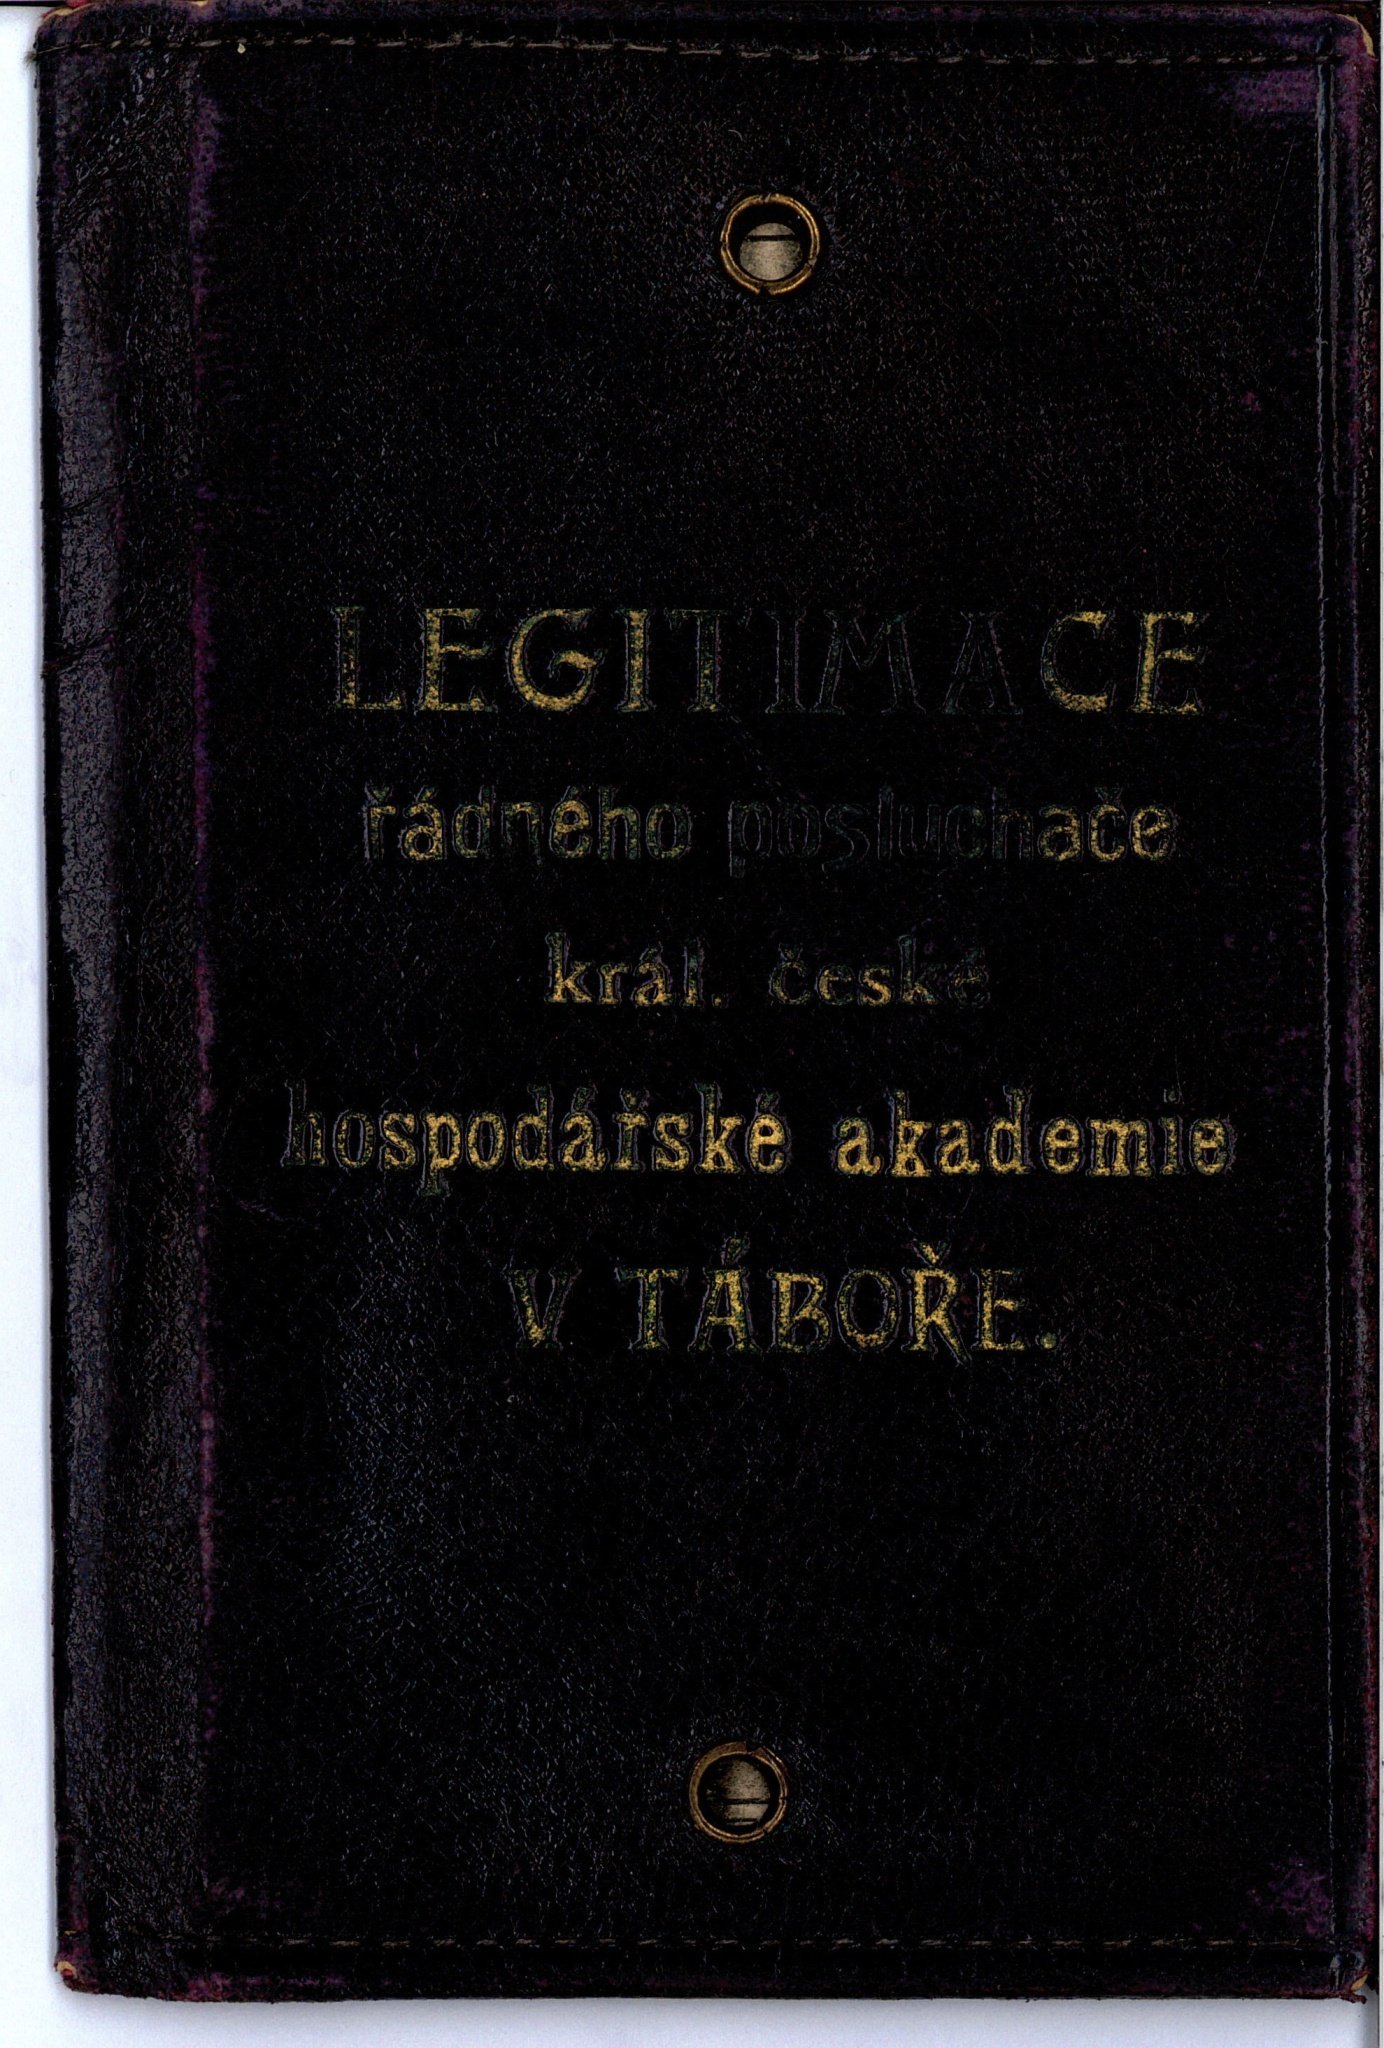 LEGITIMACE
řádného posluchače
král. české
hospodářské akademie
V TÁBOŘE.